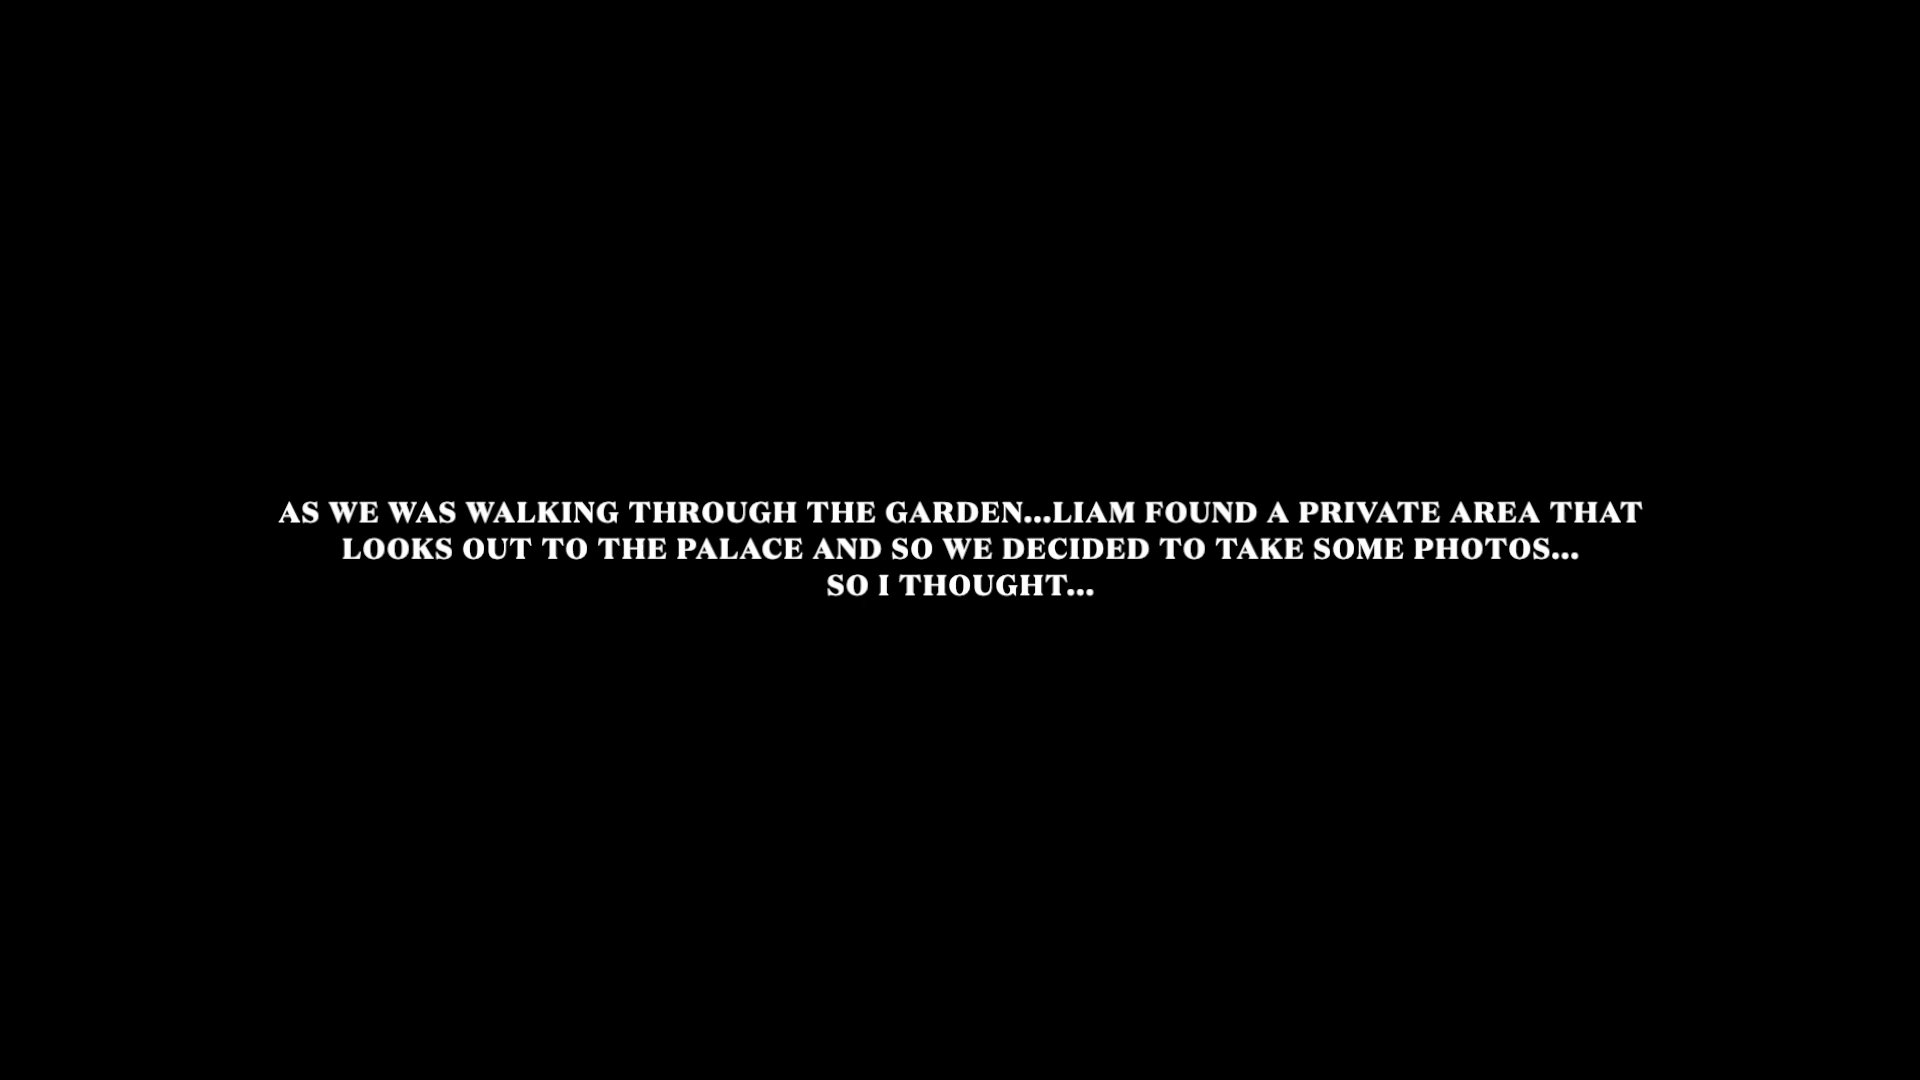 AS WE WAS WALKING THROUGH THE GARDEN...LIAM FOUND A PRIVATE AREA THAT
LOOKS OUT TO THE PALACE AND SO WE DECIDED TO TAKE SOME PHOTOS...
SO I THOUGHT...